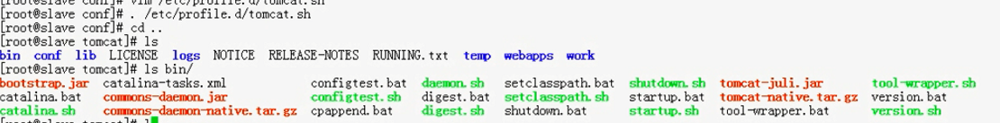 [root@slave conf]# vim /etc/profile.d/tomcat.sh
[root@slave conf]# . /etc/profile.d/tomcat.sh
[root@slave conf]# cd ..
[root@slave tomcat]# ls
bin conf lib LICENSE logs NOTICE RELEASE-NOTES RUNNING.txt temp webapps work
[root@slave tomcat]# ls bin/
bootstrap.jar catalina-tasks.xml configtest.bat daemon.sh setclasspath.bat shutdown.sh tomcat-juli.jar tool-wrapper.sh
catalina.bat commons-daemon.jar configtest.sh digest.bat setclasspath.sh startup.bat tomcat-native.tar.gz version.bat
catalina.sh commons-daemon-native.tar.gz cpappend.bat digest.sh shutdown.bat startup.sh tool-wrapper.bat version.sh
[root@slave tomcat]# l